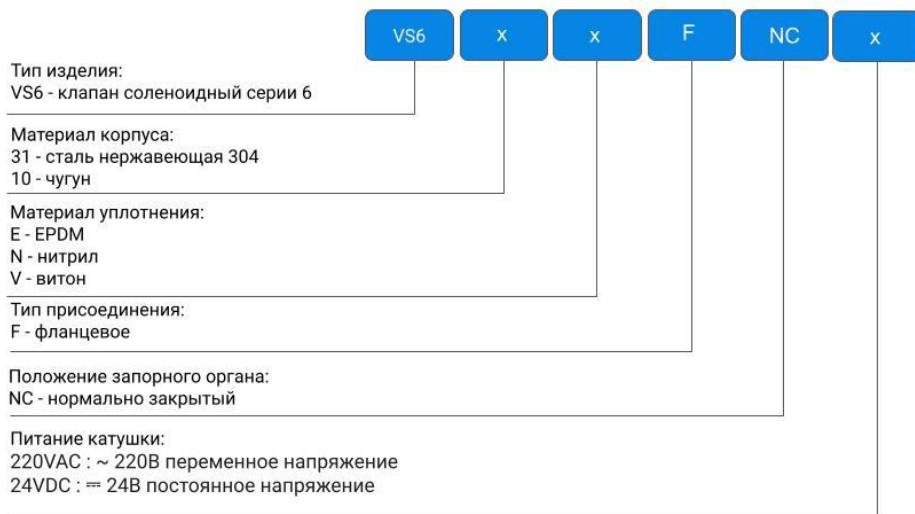 VS6 x x F NC x
Тип изделия:
VS6 - клапан соленоидный серии 6
Материал корпуса:
31 - сталь нержавеющая 304
10 - чугун
Материал уплотнения:
E - EPDM
N - нитрил
V - витон
Тип присоединения:
F - фланцевое
Положение запорного органа:
NC - нормально закрытый
Питание катушки:
220VAC : ~ 220В переменное напряжение
24VDC : ⎓ 24В постоянное напряжение